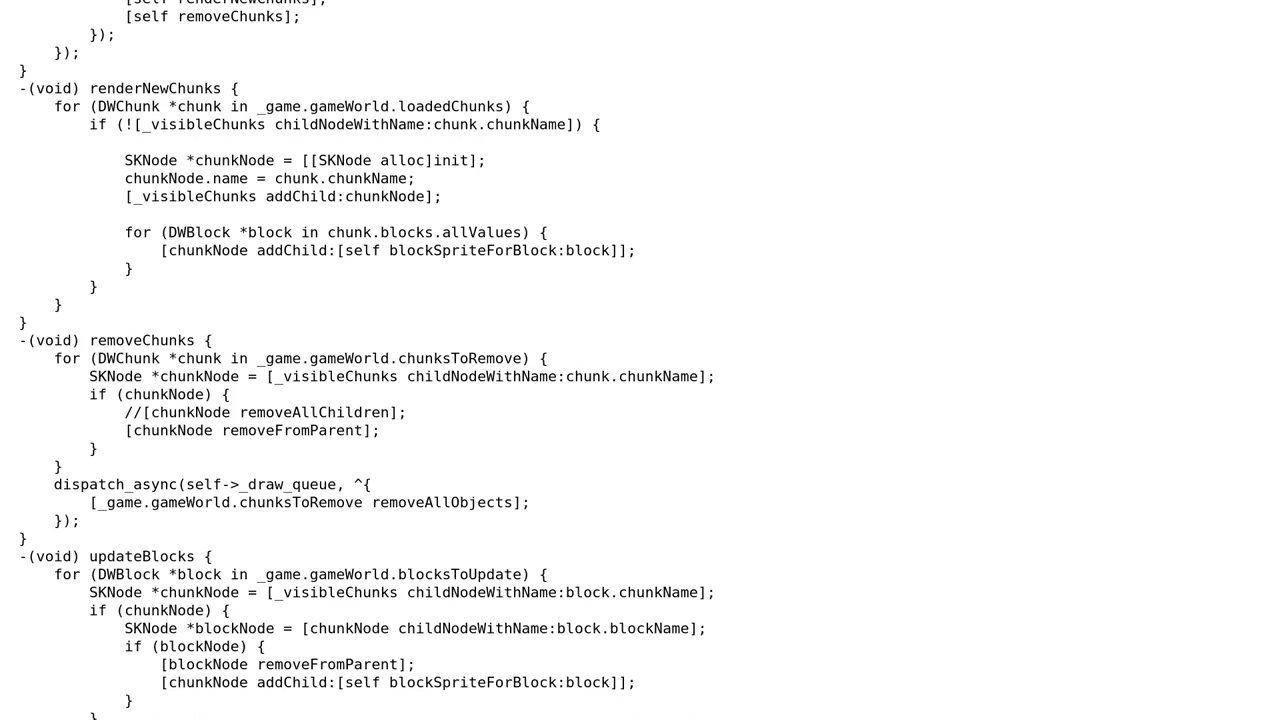 [self renderNewChunks];
[self removeChunks];
});
});
}
-(void) renderNewChunks {
for (DWChunk *chunk in _game.gameWorld.loadedChunks) {
if (![_visibleChunks childNodeWithName:chunk.chunkName]) {
SKNode *chunkNode = [[SKNode alloc]init];
chunkNode.name = chunk.chunkName;
[_visibleChunks addChild:chunkNode];
for (DWBlock *block in chunk.blocks.allValues) {
[chunkNode addChild:[self blockSpriteForBlock:block]];
}
}
}
}
-(void) removeChunks {
for (DWChunk *chunk in _game.gameWorld.chunksToRemove) {
SKNode *chunkNode = [_visibleChunks childNodeWithName:chunk.chunkName];
if (chunkNode) {
//[chunkNode removeAllChildren];
[chunkNode removeFromParent];
}
}
dispatch_async(self->_draw_queue, ^{
[_game.gameWorld.chunksToRemove removeAllObjects];
});
}
-(void) updateBlocks {
for (DWBlock *block in _game.gameWorld.blocksToUpdate) {
SKNode *chunkNode = [_visibleChunks childNodeWithName:block.chunkName];
if (chunkNode) {
SKNode *blockNode = [chunkNode childNodeWithName:block.blockName];
if (blockNode) {
[blockNode removeFromParent];
[chunkNode addChild:[self blockSpriteForBlock:block]];
}
}